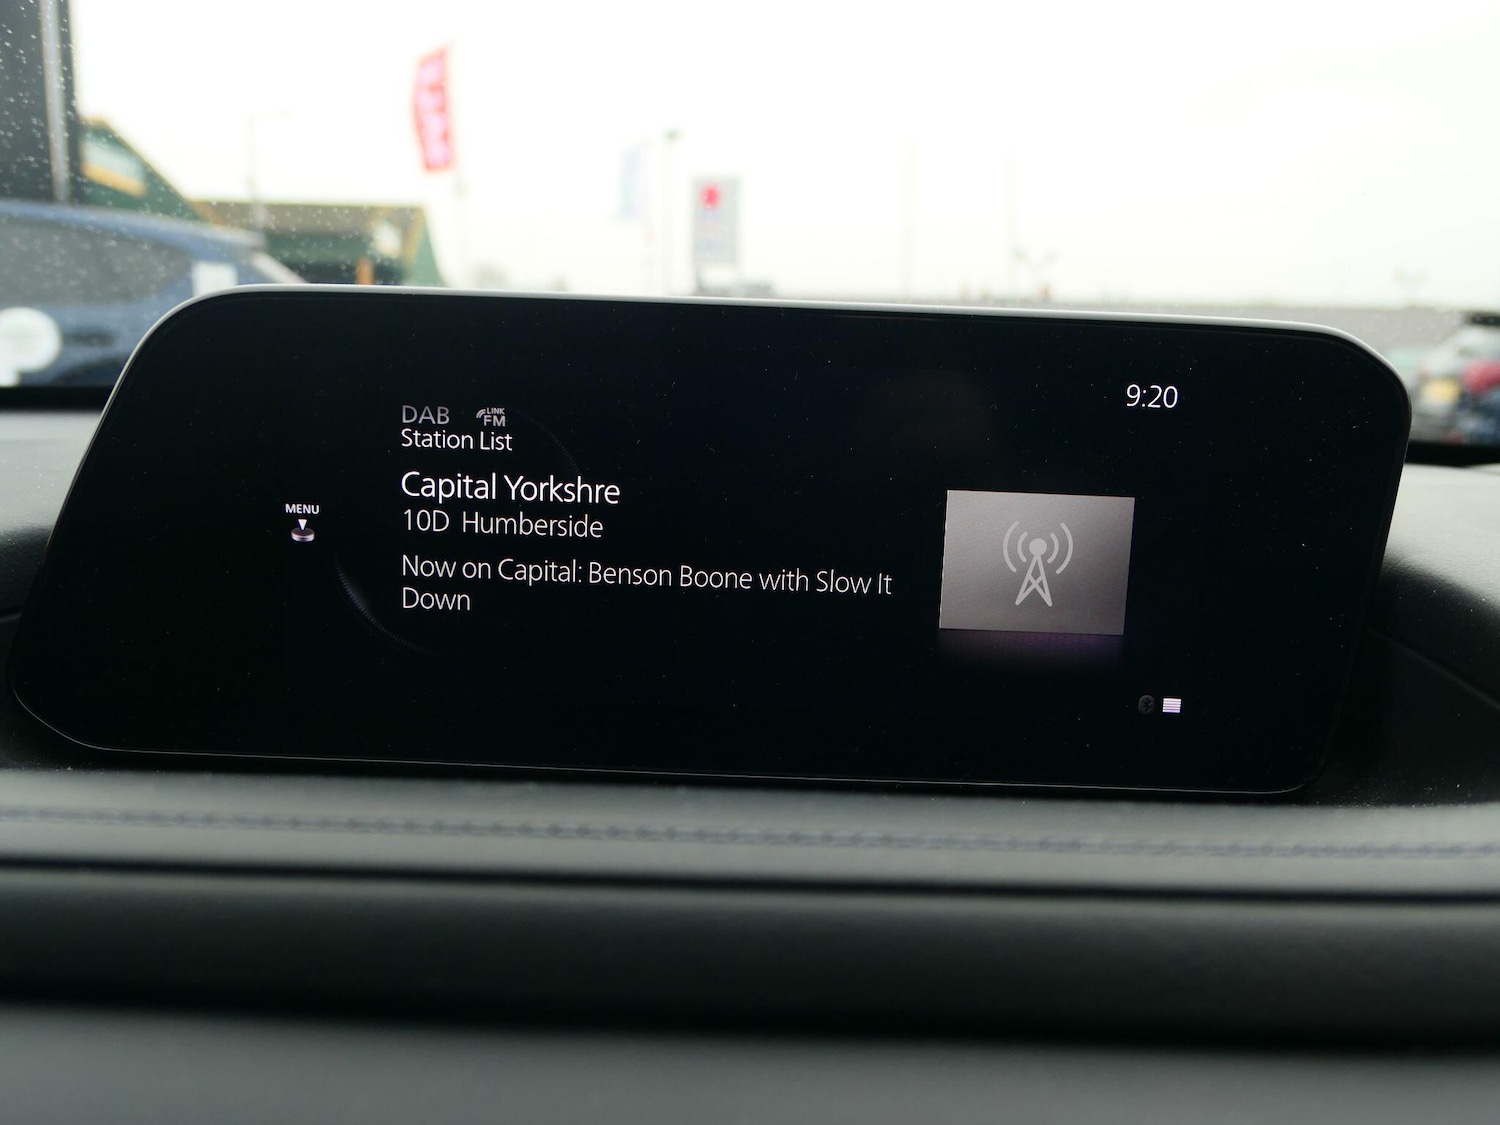 9:20
DAB LINK FM
Station List
Capital Yorkshre
MENU
10D Humberside
Now on Capital: Benson Boone with Slow It
Down